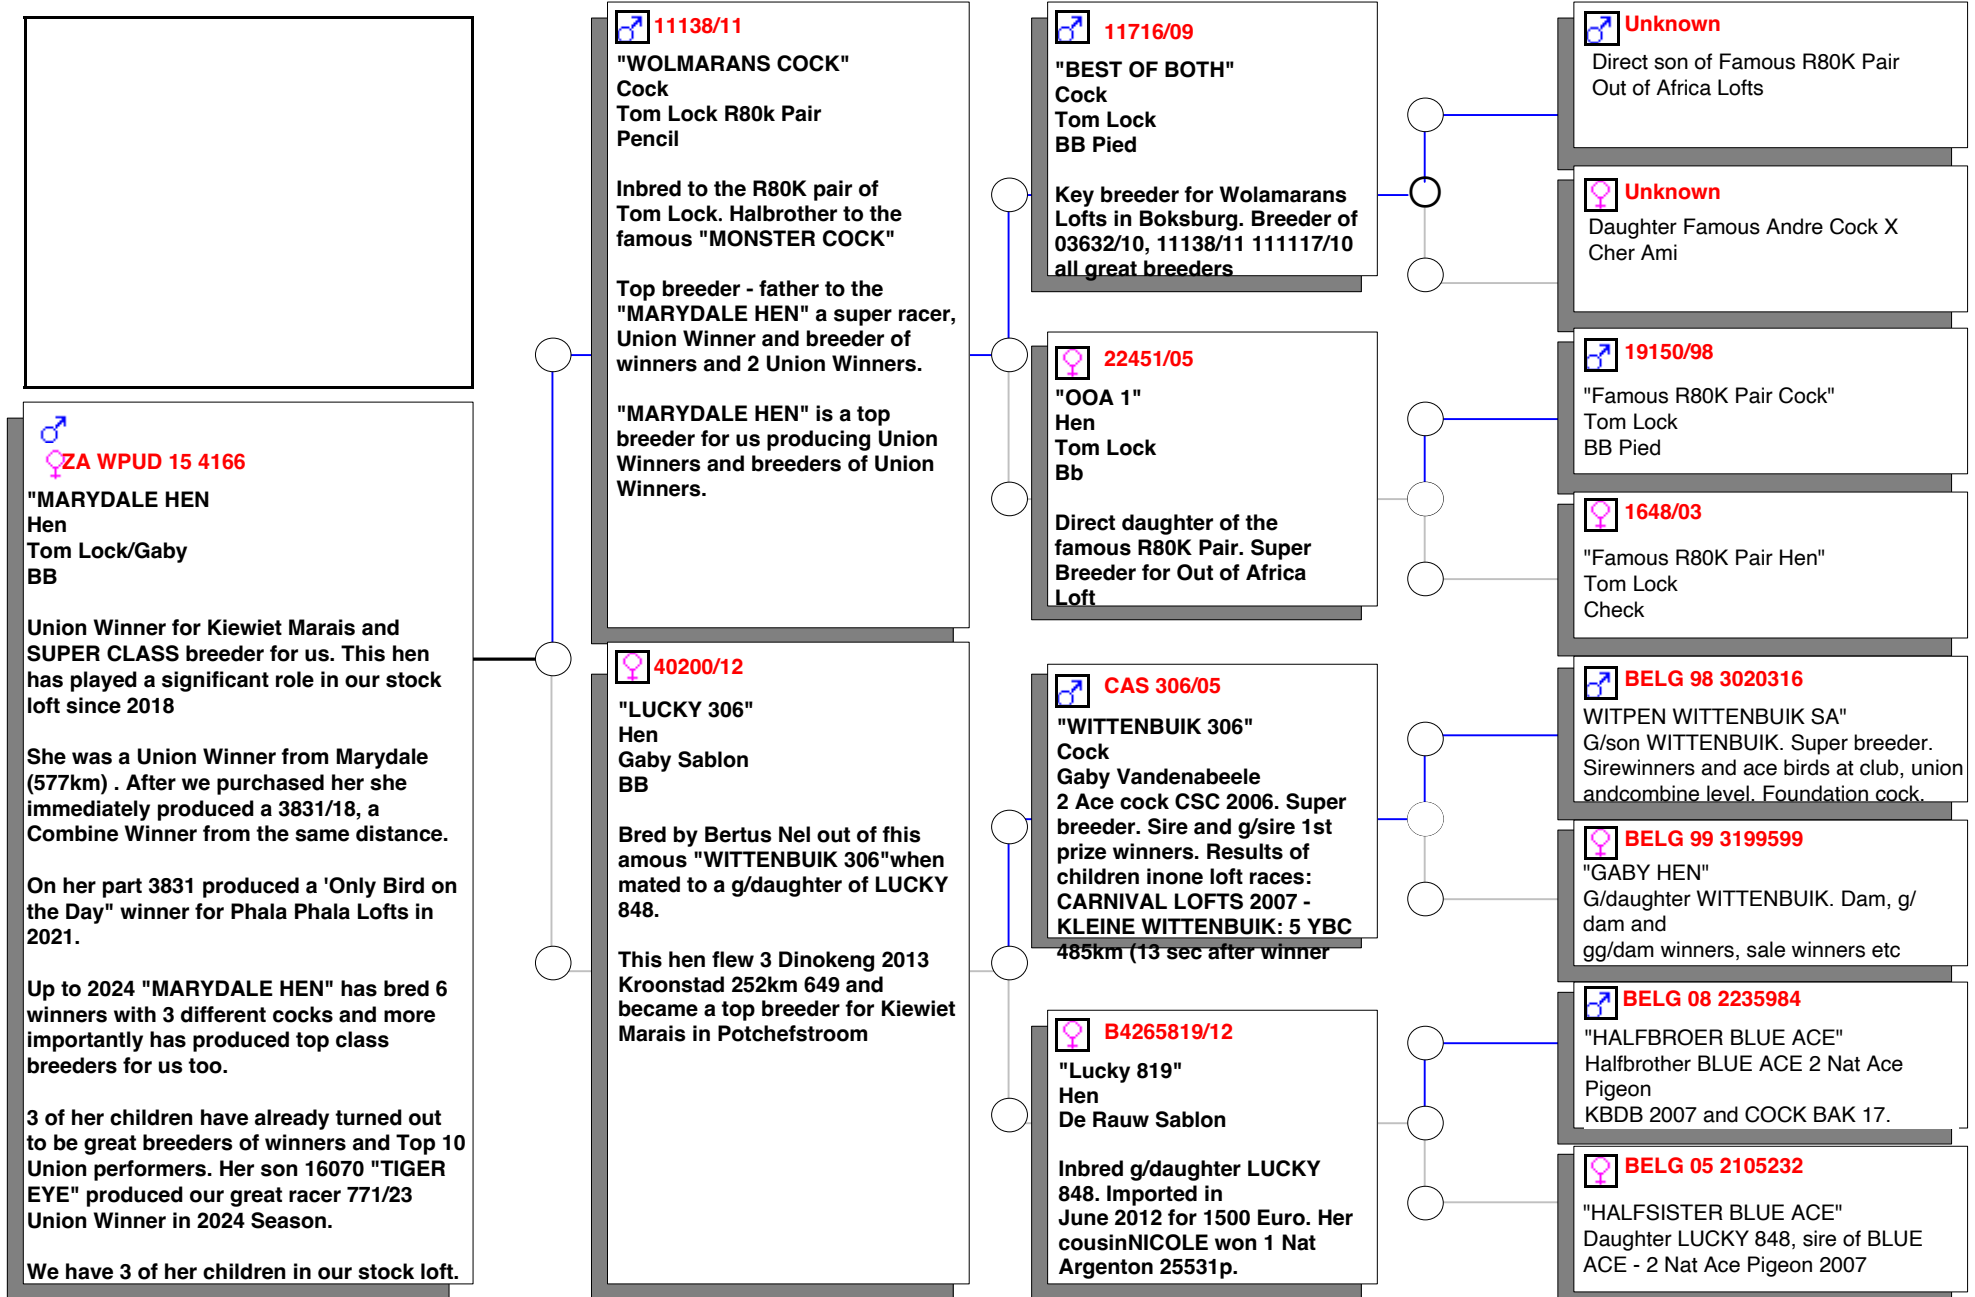 ZA WPUD 15 4166
"MARYDALE HEN
Hen
Tom Lock/Gaby
BB
Union Winner for Kiewiet Marais and
SUPER CLASS breeder for us. This hen
has played a significant role in our stock
loft since 2018
She was a Union Winner from Marydale
(577km) . After we purchased her she
immediately produced a 3831/18, a
Combine Winner from the same distance.
On her part 3831 produced a 'Only Bird on
the Day" winner for Phala Phala Lofts in
2021.
Up to 2024 "MARYDALE HEN" has bred 6
winners with 3 different cocks and more
importantly has produced top class
breeders for us too.
3 of her children have already turned out
to be great breeders of winners and Top 10
Union performers. Her son 16070 "TIGER
EYE" produced our great racer 771/23
Union Winner in 2024 Season.
We have 3 of her children in our stock loft.
11138/11
"WOLMARANS COCK"
Cock
Tom Lock R80k Pair
Pencil
Inbred to the R80K pair of
Tom Lock. Halbrother to the
famous "MONSTER COCK"
Top breeder - father to the
"MARYDALE HEN" a super racer,
Union Winner and breeder of
winners and 2 Union Winners.
"MARYDALE HEN" is a top
breeder for us producing Union
Winners and breeders of Union
Winners.
40200/12
"LUCKY 306"
Hen
Gaby Sablon
BB
Bred by Bertus Nel out of fhis
amous "WITTENBUIK 306"when
mated to a g/daughter of LUCKY
848.
This hen flew 3 Dinokeng 2013
Kroonstad 252km 649 and
became a top breeder for Kiewiet
Marais in Potchefstroom
11716/09
"BEST OF BOTH"
Cock
Tom Lock
BB Pied
Key breeder for Wolamarans
Lofts in Boksburg. Breeder of
03632/10, 11138/11 111117/10
all great breeders
22451/05
"OOA 1"
Hen
Tom Lock
Bb
Direct daughter of the
famous R80K Pair. Super
Breeder for Out of Africa
Loft
CAS 306/05
"WITTENBUIK 306"
Cock
Gaby Vandenabeele
2 Ace cock CSC 2006. Super
breeder. Sire and g/sire 1st
prize winners. Results of
children inone loft races:
CARNIVAL LOFTS 2007 -
KLEINE WITTENBUIK: 5 YBC
485km (13 sec after winner
B4265819/12
"Lucky 819"
Hen
De Rauw Sablon
Inbred g/daughter LUCKY
848. Imported in
June 2012 for 1500 Euro. Her
cousinNICOLE won 1 Nat
Argenton 25531p.
Unknown
Direct son of Famous R80K Pair
Out of Africa Lofts
Unknown
Daughter Famous Andre Cock X
Cher Ami
19150/98
"Famous R80K Pair Cock"
Tom Lock
BB Pied
1648/03
"Famous R80K Pair Hen"
Tom Lock
Check
BELG 98 3020316
WITPEN WITTENBUIK SA"
G/son WITTENBUIK. Super breeder.
Sirewinners and ace birds at club, union
andcombine level. Foundation cock.
BELG 99 3199599
"GABY HEN"
G/daughter WITTENBUIK. Dam, g/
dam and
gg/dam winners, sale winners etc
BELG 08 2235984
"HALFBROER BLUE ACE"
Halfbrother BLUE ACE 2 Nat Ace
Pigeon
KBDB 2007 and COCK BAK 17.
BELG 05 2105232
"HALFSISTER BLUE ACE"
Daughter LUCKY 848, sire of BLUE
ACE - 2 Nat Ace Pigeon 2007